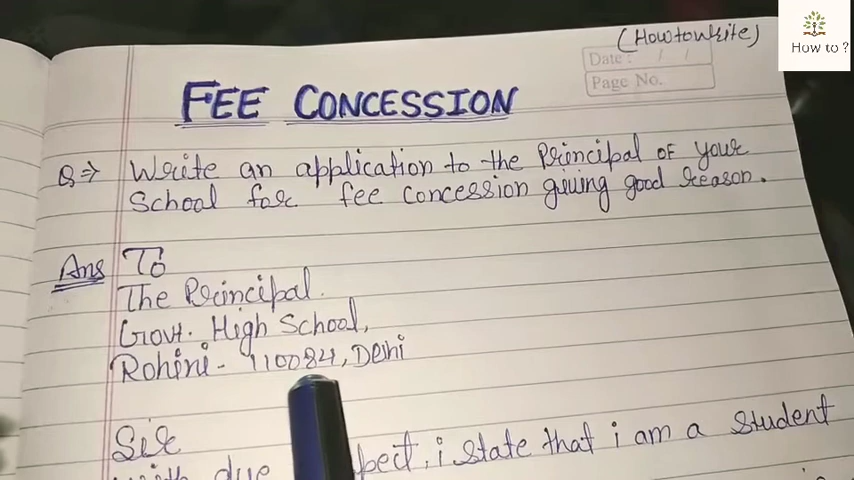 (HowtoWrite)
How to ?
Date : / /
Page No.
FEE CONCESSION
Q⇒ Write an application to the Principal OF your
School for fee concession giving good reason.
Ans To
The Principal.
Govt. High School,
Rohini - 110084, Delhi
Sir
With due pect, i state that i am a student